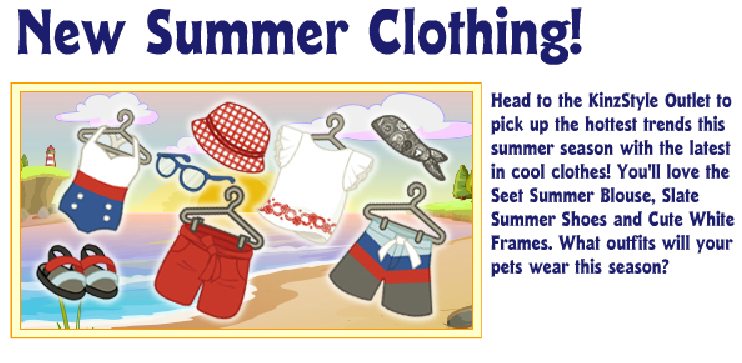 New Summer Clothing!
Head to the KinzStyle Outlet to
pick up the hottest trends this
summer season with the latest
in cool clothes! You'll love the
Seet Summer Blouse, Slate
Summer Shoes and Cute White
Frames. What outfits will your
pets wear this season?